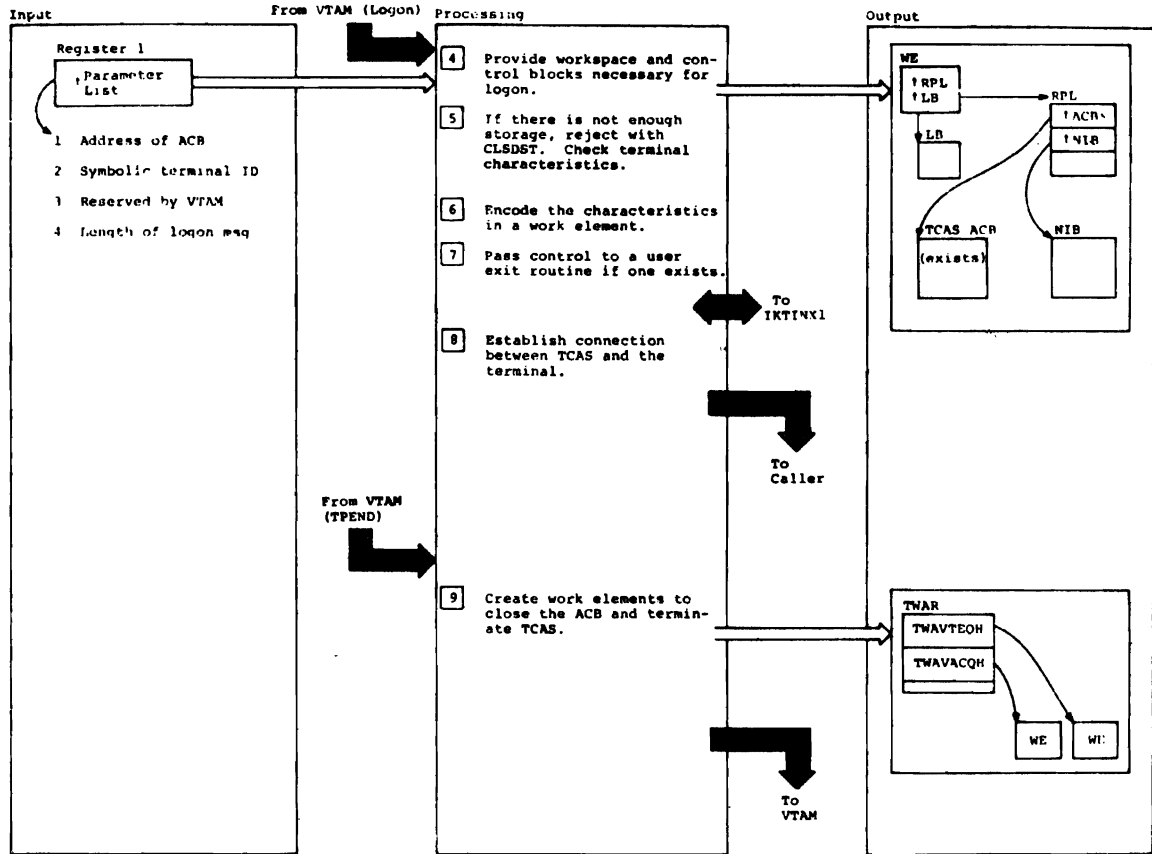 Input
From VTAM (Logon)
Processing
Output
Register 1
↑Parameter
List
1 Address of ACB
2 Symbolic terminal ID
3 Reserved by VTAM
4 Length of logon msg
4 Provide workspace and con-
trol blocks necessary for
logon.
5 If there is not enough
storage, reject with
CLSDST. Check terminal
characteristics.
6 Encode the characteristics
in a work element.
7 Pass control to a user
exit routine if one exists.
To
IKTINX1
8 Establish connection
between TCAS and the
terminal.
To
Caller
From VTAM
(TPEND)
9 Create work elements to
close the ACB and termin-
ate TCAS.
To
VTAM
WE
↑RPL
↑LB
RPL
↑ACB
↑NIB
LB
TCAS ACB
(exists)
NIB
TWAR
TWAVTEQH
TWAVACQH
WE
WE